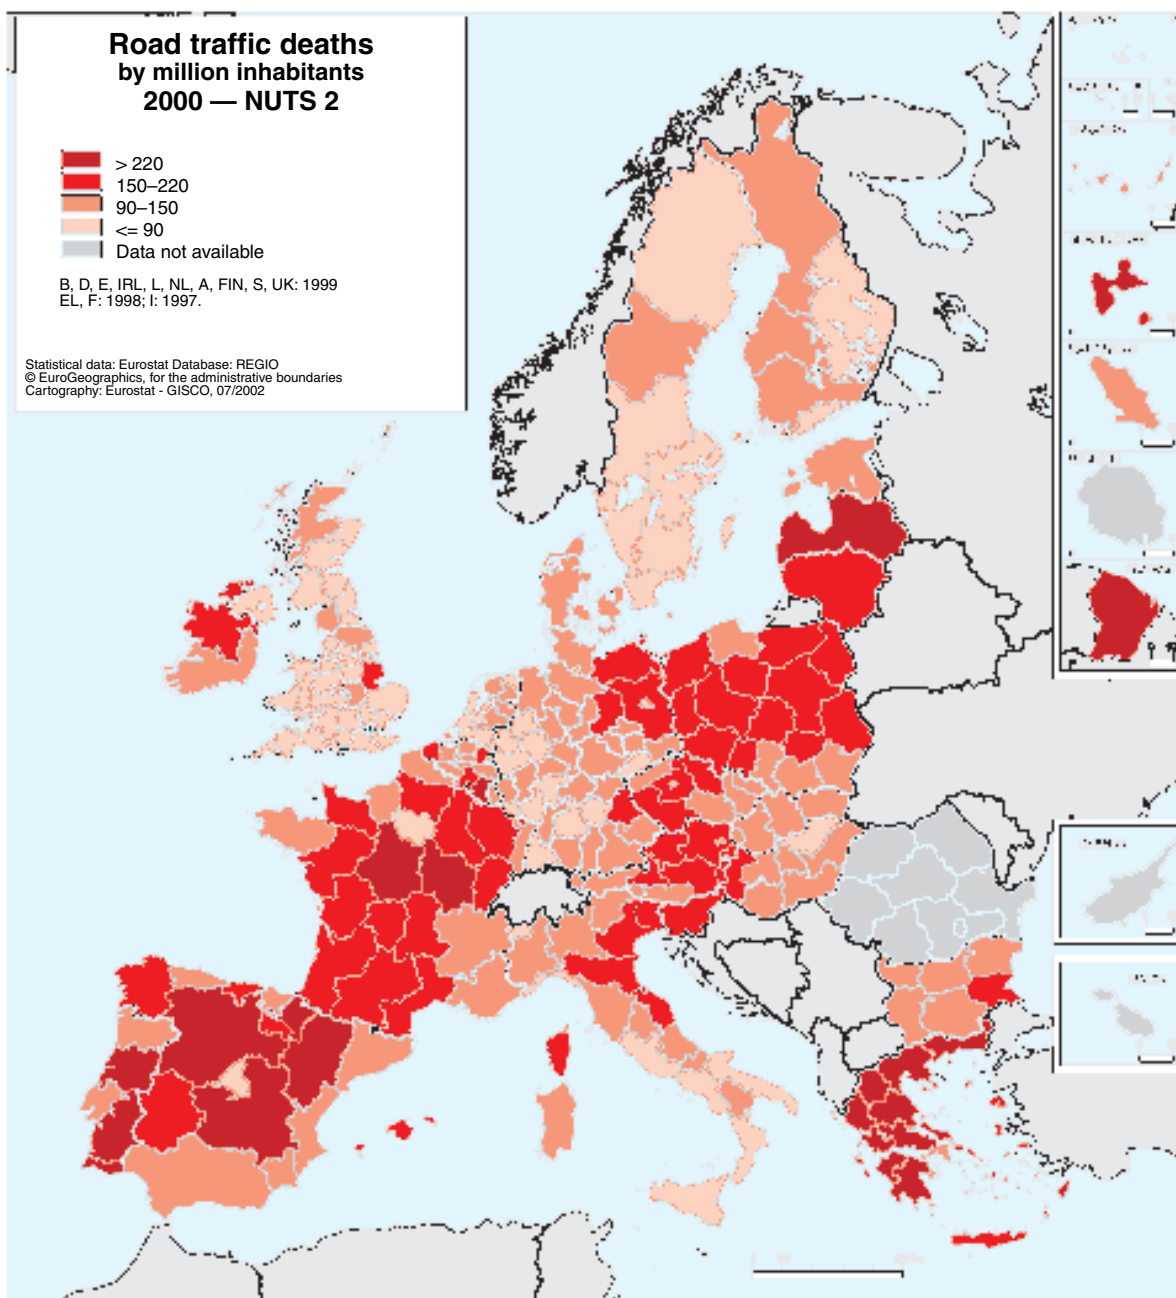 Road traffic deaths
by million inhabitants
2000 — NUTS 2
> 220
150–220
90–150
<= 90
Data not available
B, D, E, IRL, L, NL, A, FIN, S, UK: 1999
EL, F: 1998; I: 1997.
Statistical data: Eurostat Database: REGIO
© EuroGeographics, for the administrative boundaries
Cartography: Eurostat - GISCO, 07/2002